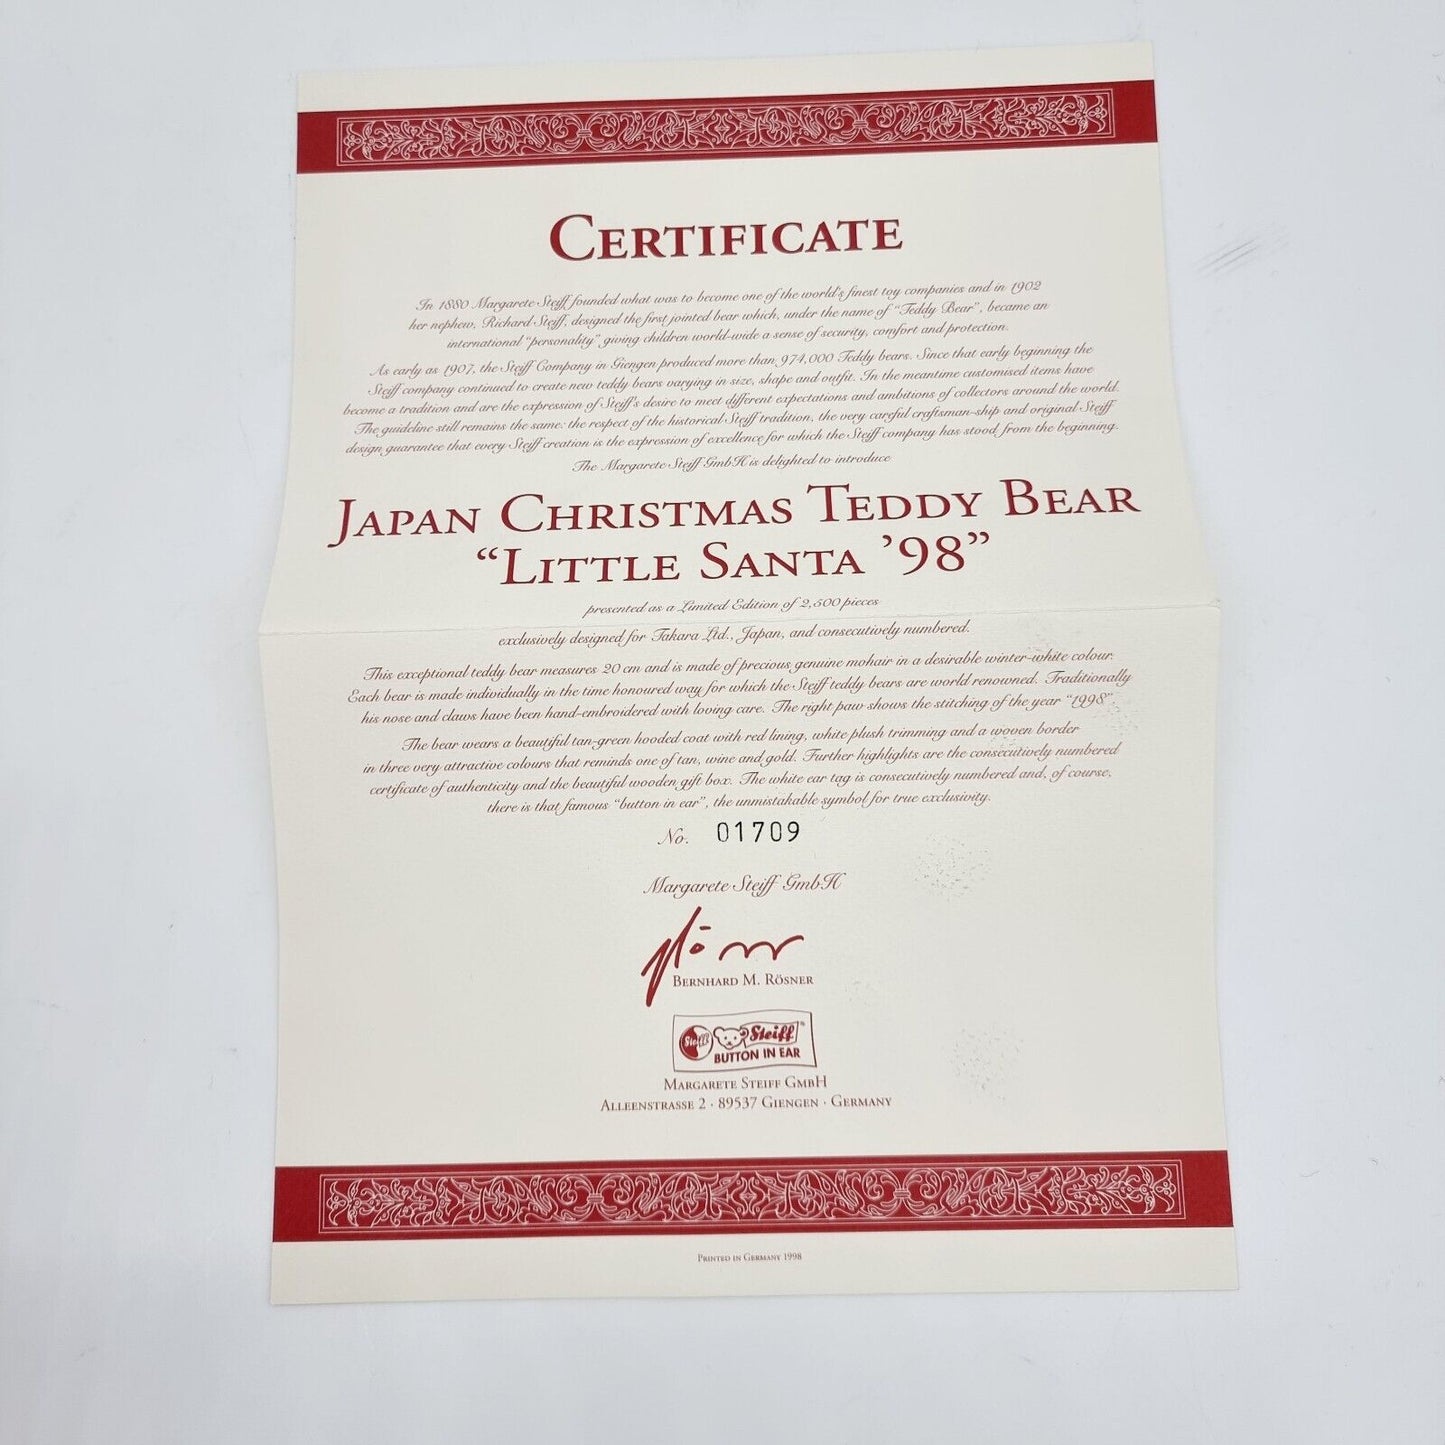 CERTIFICATE
In 1880 Margarete Steiff founded what was to become one of the world's finest toy companies and in 1902
her nephew, Richard Steiff, designed the first jointed bear which, under the name of "Teddy Bear", became an
international "personality" giving children world-wide a sense of security, comfort and protection.
As early as 1907, the Steiff Company in Giengen produced more than 974,000 Teddy bears. Since that early beginning the
Steiff company continued to create new teddy bears varying in size, shape and outfit. In the meantime customised items have
become a tradition and are the expression of Steiff's desire to meet different expectations and ambitions of collectors around the world.
The guideline still remains the same: the respect of the historical Steiff tradition, the very careful craftsman-ship and original Steiff
design guarantee that every Steiff creation is the expression of excellence for which the Steiff company has stood from the beginning.
The Margarete Steiff GmbH is delighted to introduce
JAPAN CHRISTMAS TEDDY BEAR
"LITTLE SANTA '98"
presented as a Limited Edition of 2,500 pieces
exclusively designed for Takara Ltd., Japan, and consecutively numbered.
This exceptional teddy bear measures 20 cm and is made of precious genuine mohair in a desirable winter-white colour.
Each bear is made individually in the time honoured way for which the Steiff teddy bears are world renowned. Traditionally
his nose and claws have been hand-embroidered with loving care. The right paw shows the stitching of the year "1998".
The bear wears a beautiful tan-green hooded coat with red lining, white plush trimming and a woven border
in three very attractive colours that reminds one of tan, wine and gold. Further highlights are the consecutively numbered
certificate of authenticity and the beautiful wooden gift box. The white ear tag is consecutively numbered and, of course,
there is that famous "button in ear", the unmistakable symbol for true exclusivity.
No. 01709
Margarete Steiff GmbH
BERNHARD M. RÖSNER
Steiff Steiff
BUTTON IN EAR
MARGARETE STEIFF GMBH
ALLEENSTRASSE 2 · 89537 GIENGEN · GERMANY
PRINTED IN GERMANY 1998